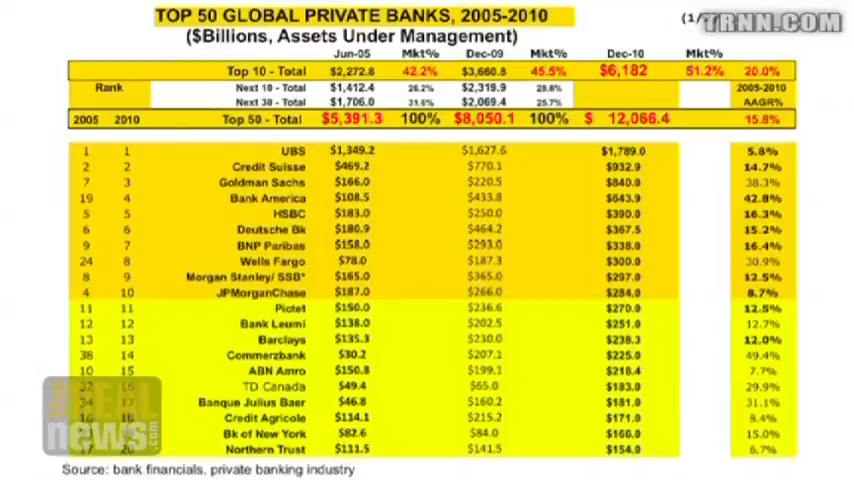 TOP 50 GLOBAL PRIVATE BANKS, 2005-2010
TRNN.COM
($Billions, Assets Under Management)
Jun-05 Mkt% Dec-09 Mkt% Dec-10 Mkt%
Top 10 - Total $2,272.8 42.2% $3,660.8 45.5% $6,182 51.2% 20.0%
Rank Next 10 - Total $1,412.4 26.2% $2,319.9 28.8% 2005-2010
Next 30 - Total $1,706.0 31.6% $2,069.4 25.7% AAGR%
2005 2010 Top 50 - Total $5,391.3 100% $8,050.1 100% $ 12,066.4 15.8%
1 1 UBS $1,349.2 $1,627.6 $1,789.0 5.8%
2 2 Credit Suisse $469.2 $770.1 $932.9 14.7%
7 3 Goldman Sachs $166.0 $220.5 $840.0 38.3%
19 4 Bank America $108.5 $433.8 $643.9 42.8%
5 5 HSBC $183.0 $250.0 $390.0 16.3%
6 6 Deutsche Bk $180.9 $464.2 $367.5 15.2%
9 7 BNP Paribas $158.0 $293.0 $338.0 16.4%
24 8 Wells Fargo $78.0 $187.3 $300.0 30.9%
8 9 Morgan Stanley/ SSB* $165.0 $365.0 $297.0 12.5%
4 10 JPMorganChase $187.0 $266.0 $284.0 8.7%
11 11 Pictet $150.0 $236.6 $270.0 12.5%
12 12 Bank Leumi $138.0 $202.5 $251.0 12.7%
13 13 Barclays $135.3 $230.0 $238.3 12.0%
38 14 Commerzbank $30.2 $207.1 $225.0 49.4%
10 15 ABN Amro $150.8 $199.1 $218.4 7.7%
TD Canada $49.4 $65.0 $183.0 29.9%
Banque Julius Baer $46.8 $160.2 $181.0 31.1%
Credit Agricole $114.1 $215.2 $171.0 8.4%
Bk of New York $82.6 $84.0 $166.0 15.0%
Northern Trust $111.5 $141.5 $154.0 6.7%
the REAL
news.com
Source: bank financials, private banking industry